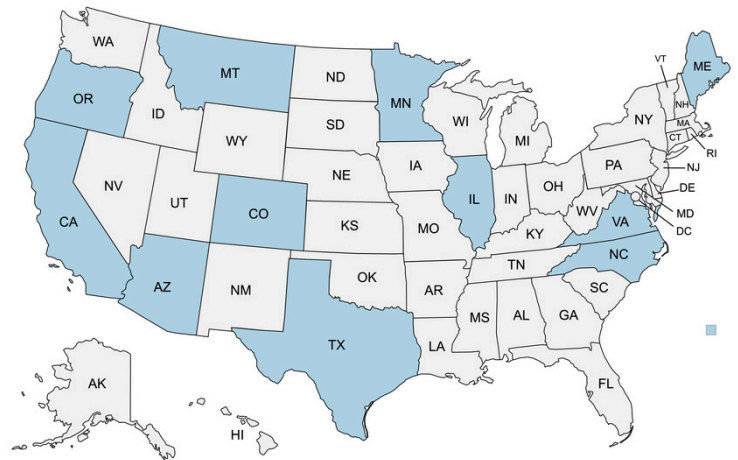 WA
MT
ND
MN
VT
ME
OR
ID
SD
WI
NY
NH
MA
CT
RI
WY
MI
IA
NE
PA
NJ
NV
UT
CO
IL
IN
OH
DE
MD
DC
CA
KS
MO
KY
WV
VA
NC
AZ
NM
OK
AR
TN
SC
TX
LA
MS
AL
GA
FL
AK
HI